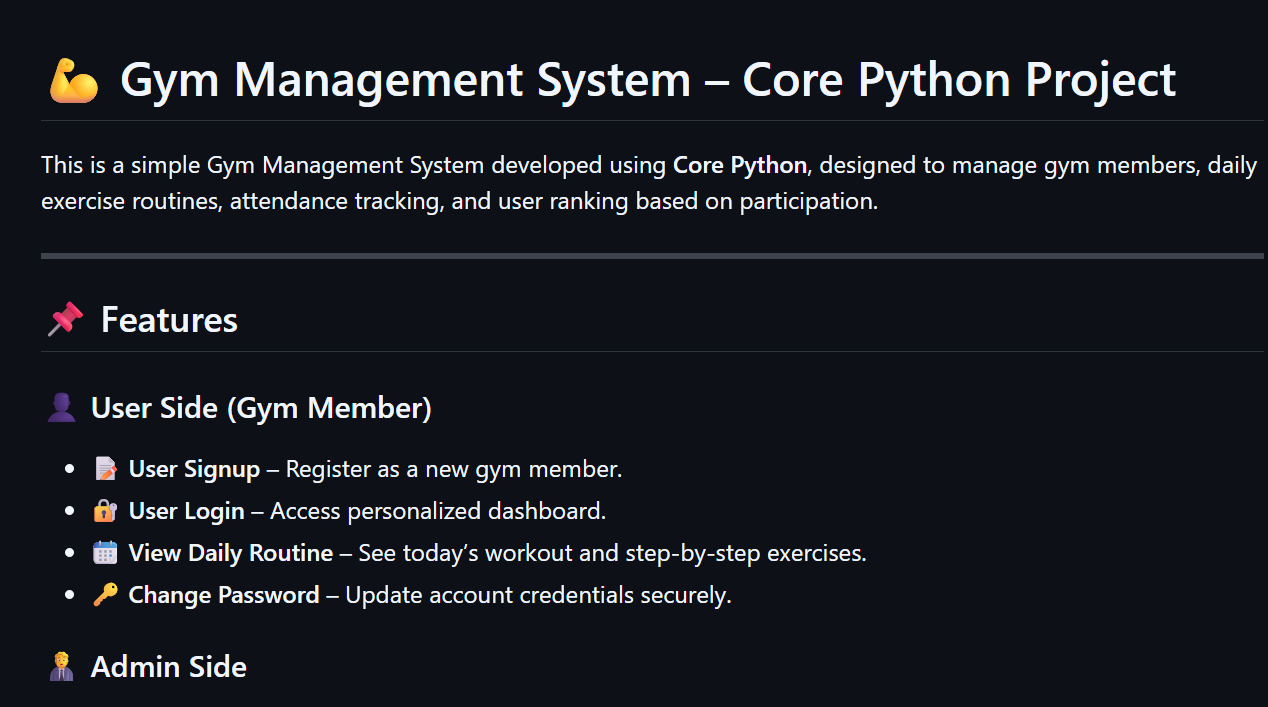 💪 Gym Management System – Core Python Project
This is a simple Gym Management System developed using Core Python, designed to manage gym members, daily
exercise routines, attendance tracking, and user ranking based on participation.
📌 Features
👤 User Side (Gym Member)
• 📝 User Signup – Register as a new gym member.
• 🔐 User Login – Access personalized dashboard.
• 📅 View Daily Routine – See today’s workout and step-by-step exercises.
• 🔑 Change Password – Update account credentials securely.
👨‍💼 Admin Side